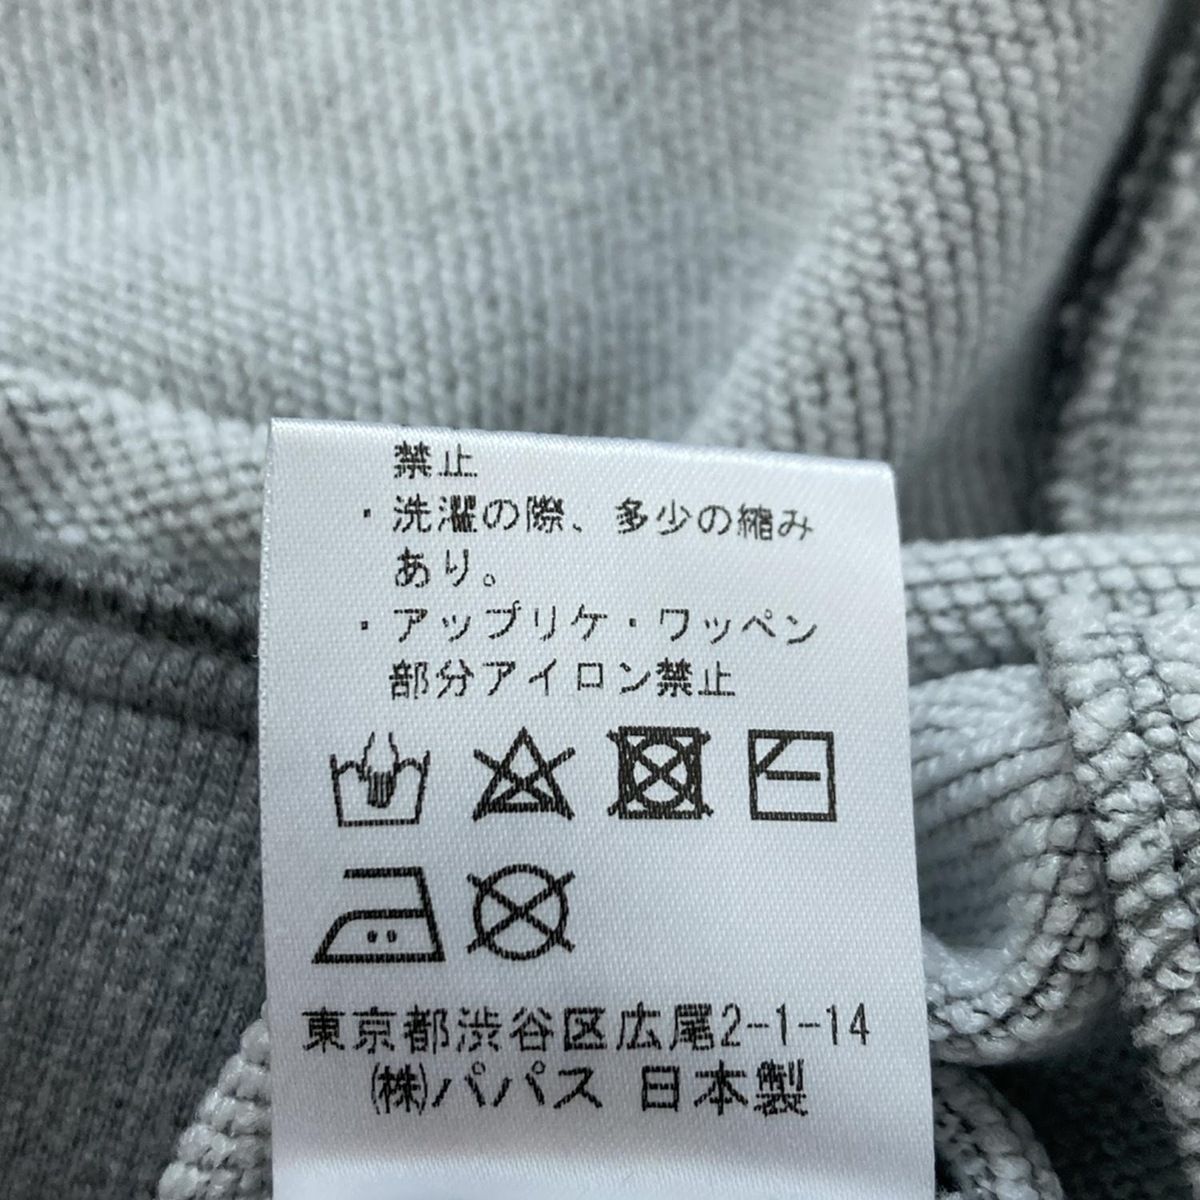 禁止
・洗濯の際、多少の縮み
あり。
・アップリケ・ワッペン
部分アイロン禁止
東京都渋谷区広尾2-1-14
㈱パパス 日本製